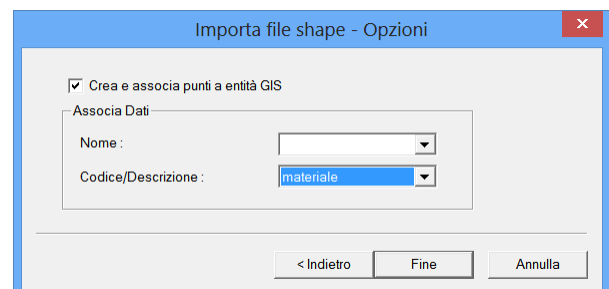 Importa file shape - Opzioni
Crea e associa punti a entità GIS
Associa Dati
Nome :
Codice/Descrizione : materiale
< Indietro Fine Annulla